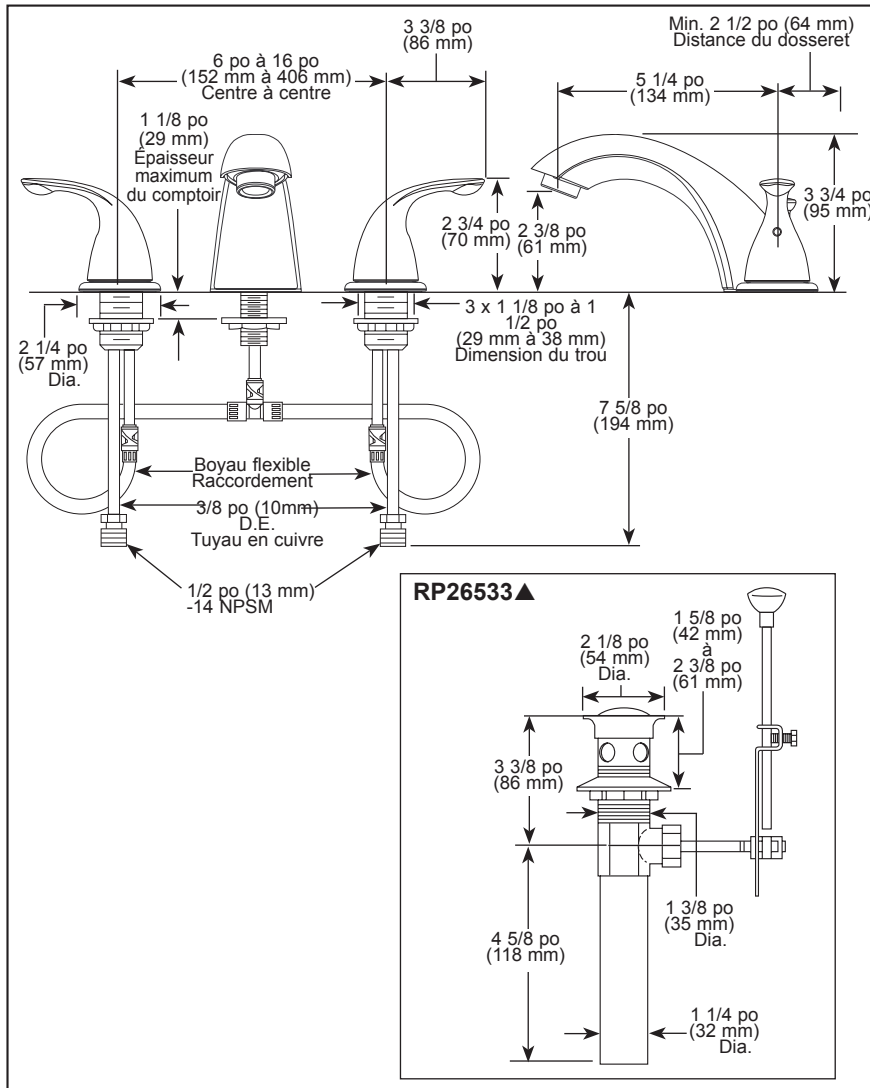 6 po à 16 po
(152 mm à 406 mm)
Centre à centre
3 3/8 po
(86 mm)
Min. 2 1/2 po (64 mm)
Distance du dosseret
5 1/4 po
(134 mm)
1 1/8 po
(29 mm)
Épaisseur
maximum
du comptoir
2 3/4 po
(70 mm)
2 3/8 po
(61 mm)
3 3/4 po
(95 mm)
2 1/4 po
(57 mm)
Dia.
3 x 1 1/8 po à 1
1/2 po
(29 mm à 38 mm)
Dimension du trou
7 5/8 po
(194 mm)
Boyau flexible
Raccordement
3/8 po (10mm)
D.E.
Tuyau en cuivre
1/2 po (13 mm)
-14 NPSM
RP26533▲
2 1/8 po
(54 mm)
Dia.
1 5/8 po
(42 mm)
à
2 3/8 po
(61 mm)
3 3/8 po
(86 mm)
1 3/8 po
(35 mm)
Dia.
4 5/8 po
(118 mm)
1 1/4 po
(32 mm)
Dia.